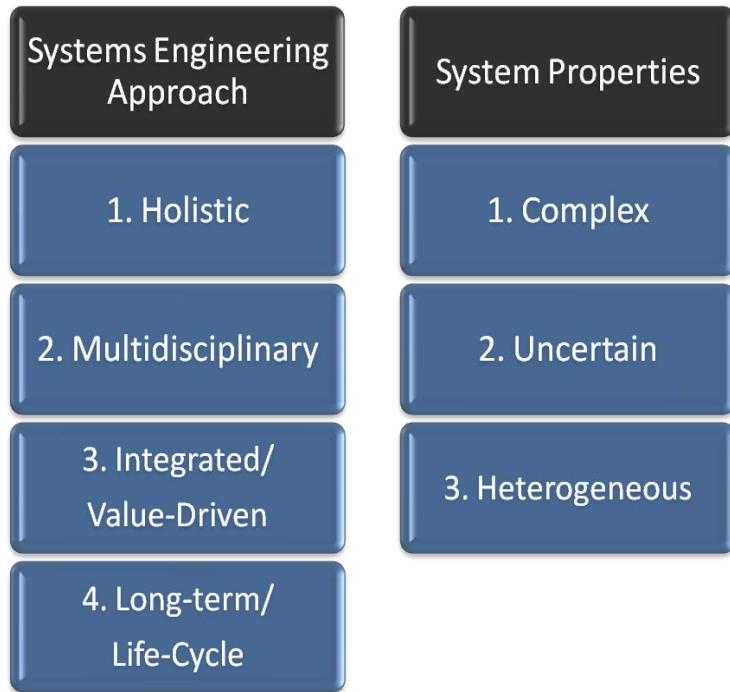 Systems Engineering
Approach
1. Holistic
2. Multidisciplinary
3. Integrated/
Value-Driven
4. Long-term/
Life-Cycle
System Properties
1. Complex
2. Uncertain
3. Heterogeneous